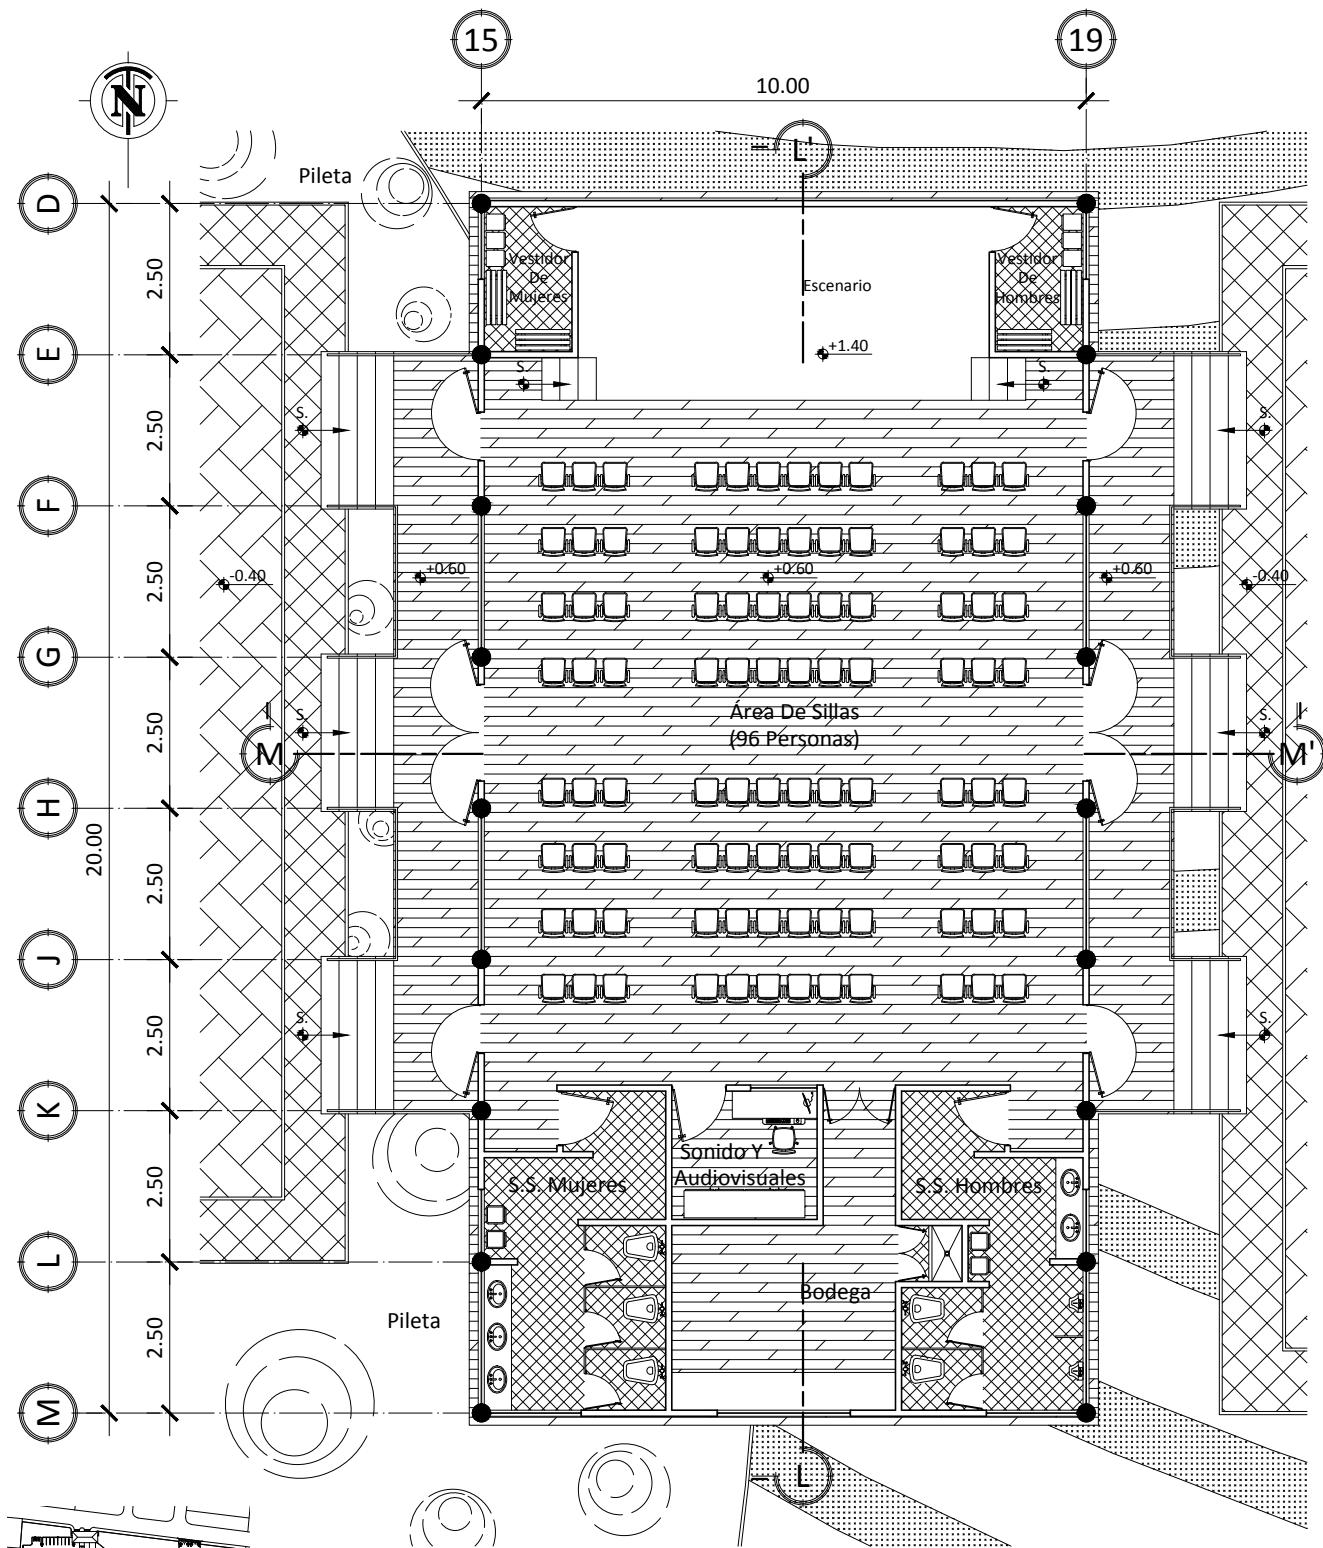 15
19
10.00
N
L'
Pileta
D
Vestidor
De
Mujeres
Vestidor
De
Hombres
Escenario
2.50
E
+1.40
S.
S.
S.
S.
2.50
F
2.50
-0.40
+0.60
+0.60
+0.60
-0.40
G
Área De Sillas
(96 Personas)
2.50
S.
S.
M
M'
H
20.00
2.50
J
S.
S.
2.50
K
Sonido Y
Audiovisuales
S.S. Mujeres
S.S. Hombres
2.50
L
Bodega
Pileta
2.50
M
L